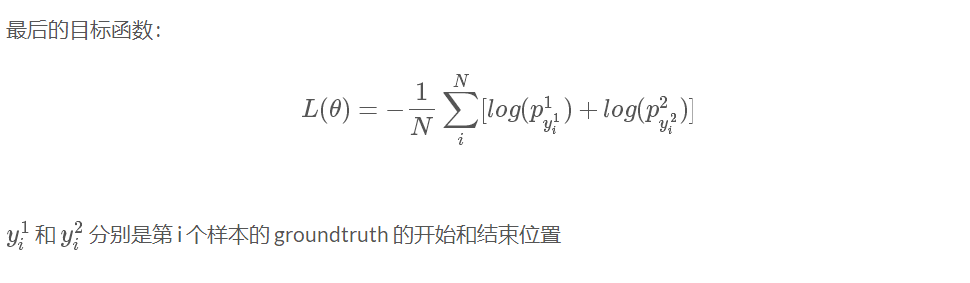 最后的目标函数：
L(θ) = −\frac{1}{N} \sum_{i}^{N} [log(p^1_{y_i^1}) + log(p^2_{y_i^2})]
y_i^1 和 y_i^2 分别是第 i 个样本的 groundtruth 的开始和结束位置